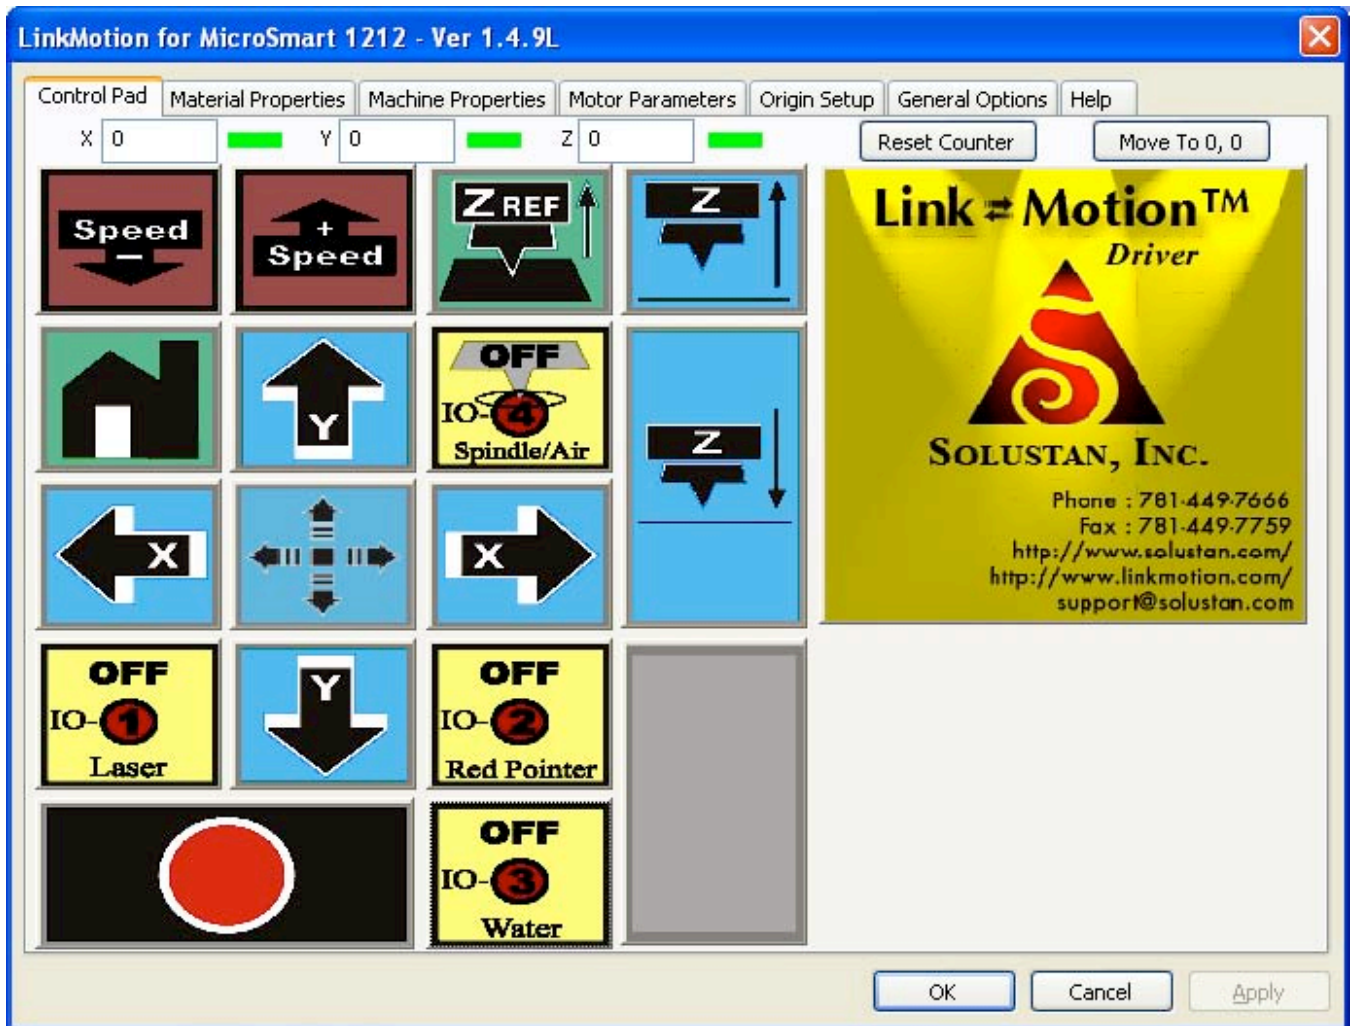 LinkMotion for MicroSmart 1212 - Ver 1.4.9L
Control Pad Material Properties Machine Properties Motor Parameters Origin Setup General Options Help
X 0 Y 0 Z 0 Reset Counter Move To 0, 0
Speed
-
+
Speed
Z REF
Z
Link ⇄ Motion™
Driver
SOLUSTAN, INC.
Phone : 781-449-7666
Fax : 781-449-7759
http://www.solustan.com/
http://www.linkmotion.com/
support@solustan.com
Y
OFF
IO-4
Spindle/Air
Z
X
X
OFF
IO-1
Laser
Y
OFF
IO-2
Red Pointer
OFF
IO-3
Water
OK Cancel Apply